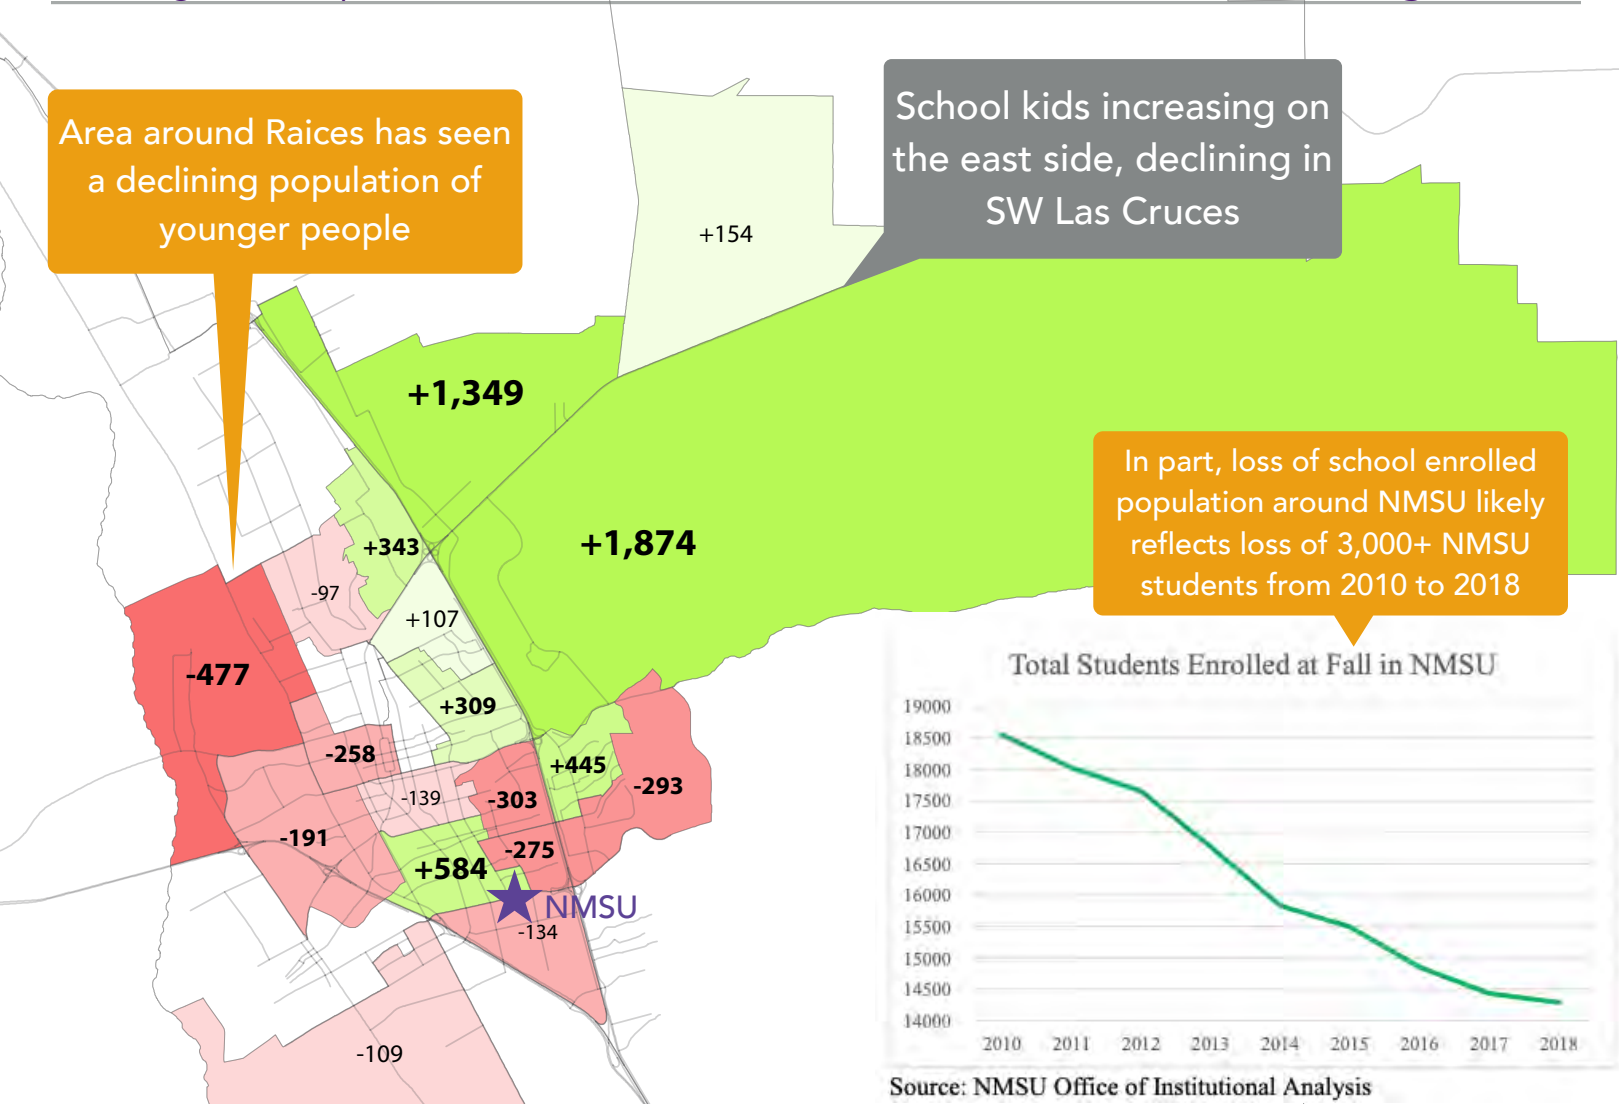 Area around Raices has seen
a declining population of
younger people
School kids increasing on
the east side, declining in
SW Las Cruces
+154
+1,349
+1,874
In part, loss of school enrolled
population around NMSU likely
reflects loss of 3,000+ NMSU
students from 2010 to 2018
+343
-97
+107
-477
+309
-258
+445
-293
-139
-303
-191
-275
+584
NMSU
-134
-109
Total Students Enrolled at Fall in NMSU
19000
18500
18000
17500
17000
16500
16000
15500
15000
14500
14000
2010 2011 2012 2013 2014 2015 2016 2017 2018
Source: NMSU Office of Institutional Analysis